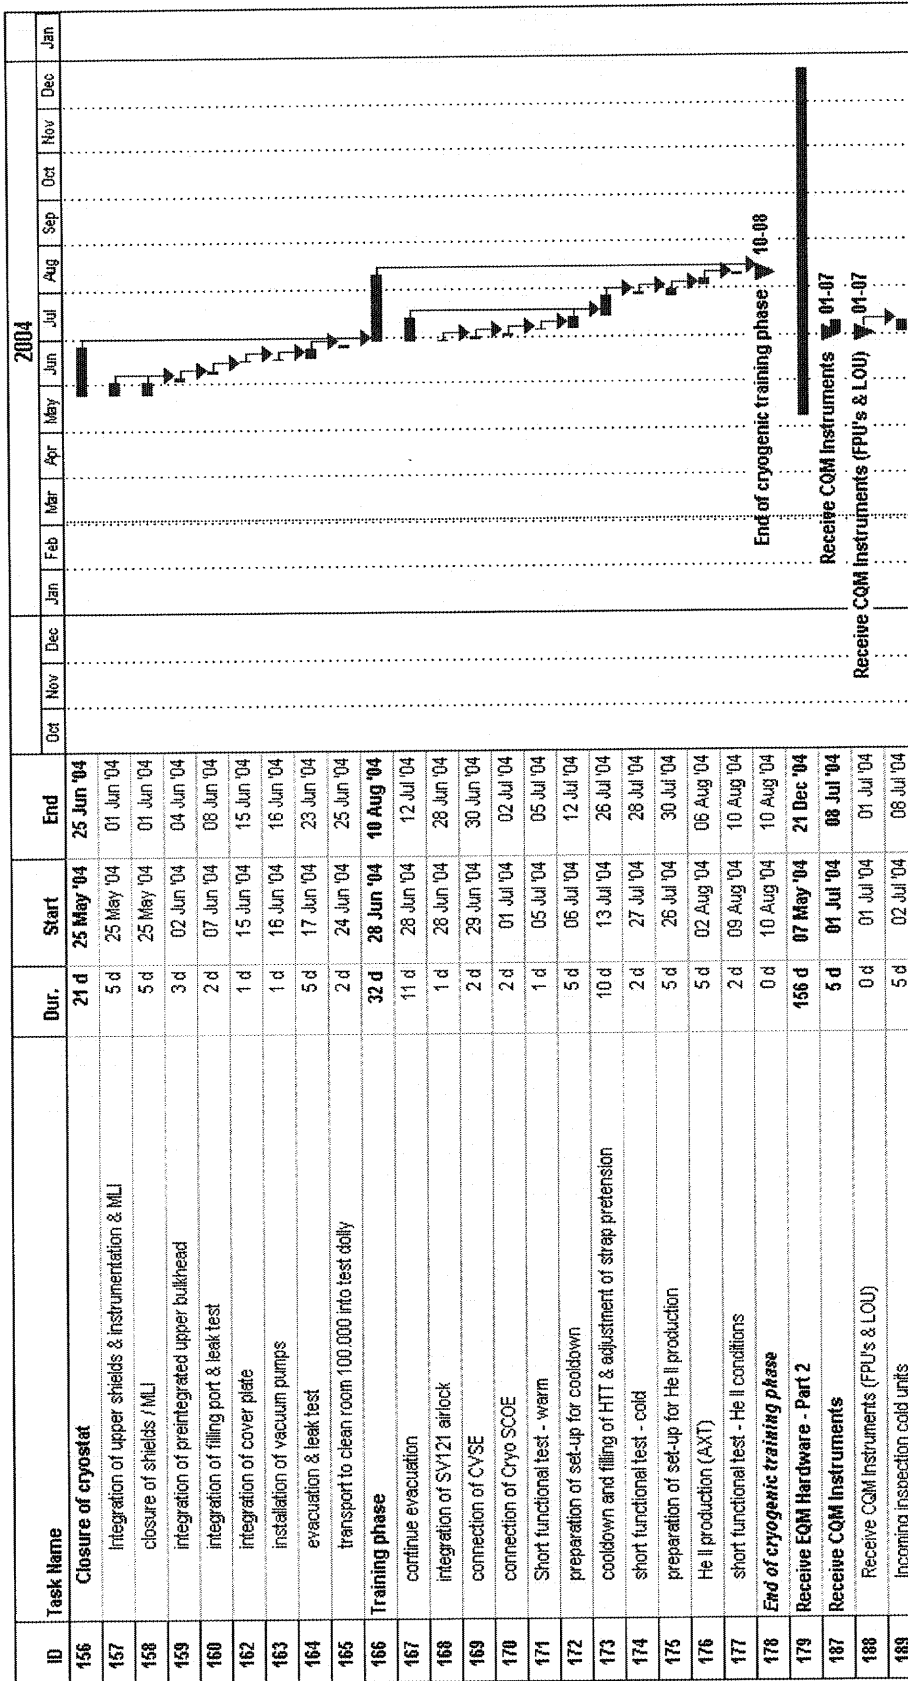 2004
ID Task Name Dur. Start End Oct Nov Dec Jan Feb Mar Apr May Jun Jul Aug Sep Oct Nov Dec Jan
156 Closure of cryostat 21 d 25 May '04 25 Jun '04
157 Integration of upper shields & instrumentation & MLI 5 d 25 May '04 01 Jun '04
158 closure of shields / MLI 5 d 25 May '04 01 Jun '04
159 integration of preintegrated upper bulkhead 3 d 02 Jun '04 04 Jun '04
160 integration of filling port & leak test 2 d 07 Jun '04 08 Jun '04
162 integration of cover plate 1 d 15 Jun '04 15 Jun '04
163 installation of vacuum pumps 1 d 16 Jun '04 16 Jun '04
164 evacuation & leak test 5 d 17 Jun '04 23 Jun '04
165 transport to clean room 100.000 into test dolly 2 d 24 Jun '04 25 Jun '04
166 Training phase 32 d 28 Jun '04 10 Aug '04
167 continue evacuation 11 d 28 Jun '04 12 Jul '04
168 integration of SV121 airlock 1 d 28 Jun '04 28 Jun '04
169 connection of CVSE 2 d 29 Jun '04 30 Jun '04
170 connection of Cryo SCOE 2 d 01 Jul '04 02 Jul '04
171 Short functional test - warm 1 d 05 Jul '04 05 Jul '04
172 preparation of set-up for cooldown 5 d 06 Jul '04 12 Jul '04
173 cooldown and filling of HTT & adjustment of strap pretension 10 d 13 Jul '04 26 Jul '04
174 short functional test - cold 2 d 27 Jul '04 28 Jul '04
175 preparation of set-up for He II production 5 d 26 Jul '04 30 Jul '04
176 He II production (AXT) 5 d 02 Aug '04 06 Aug '04
177 short functional test - He II conditions 2 d 09 Aug '04 10 Aug '04
178 End of cryogenic training phase 0 d 10 Aug '04 10 Aug '04 End of cryogenic training phase 10-08
179 Receive EQM Hardware - Part 2 156 d 07 May '04 21 Dec '04
187 Receive CQM Instruments 5 d 01 Jul '04 08 Jul '04 Receive CQM Instruments 01-07
188 Receive CQM Instruments (FPU's & LOU) 0 d 01 Jul '04 01 Jul '04 Receive CQM Instruments (FPU's & LOU) 01-07
189 Incoming inspection cold units 5 d 02 Jul '04 08 Jul '04